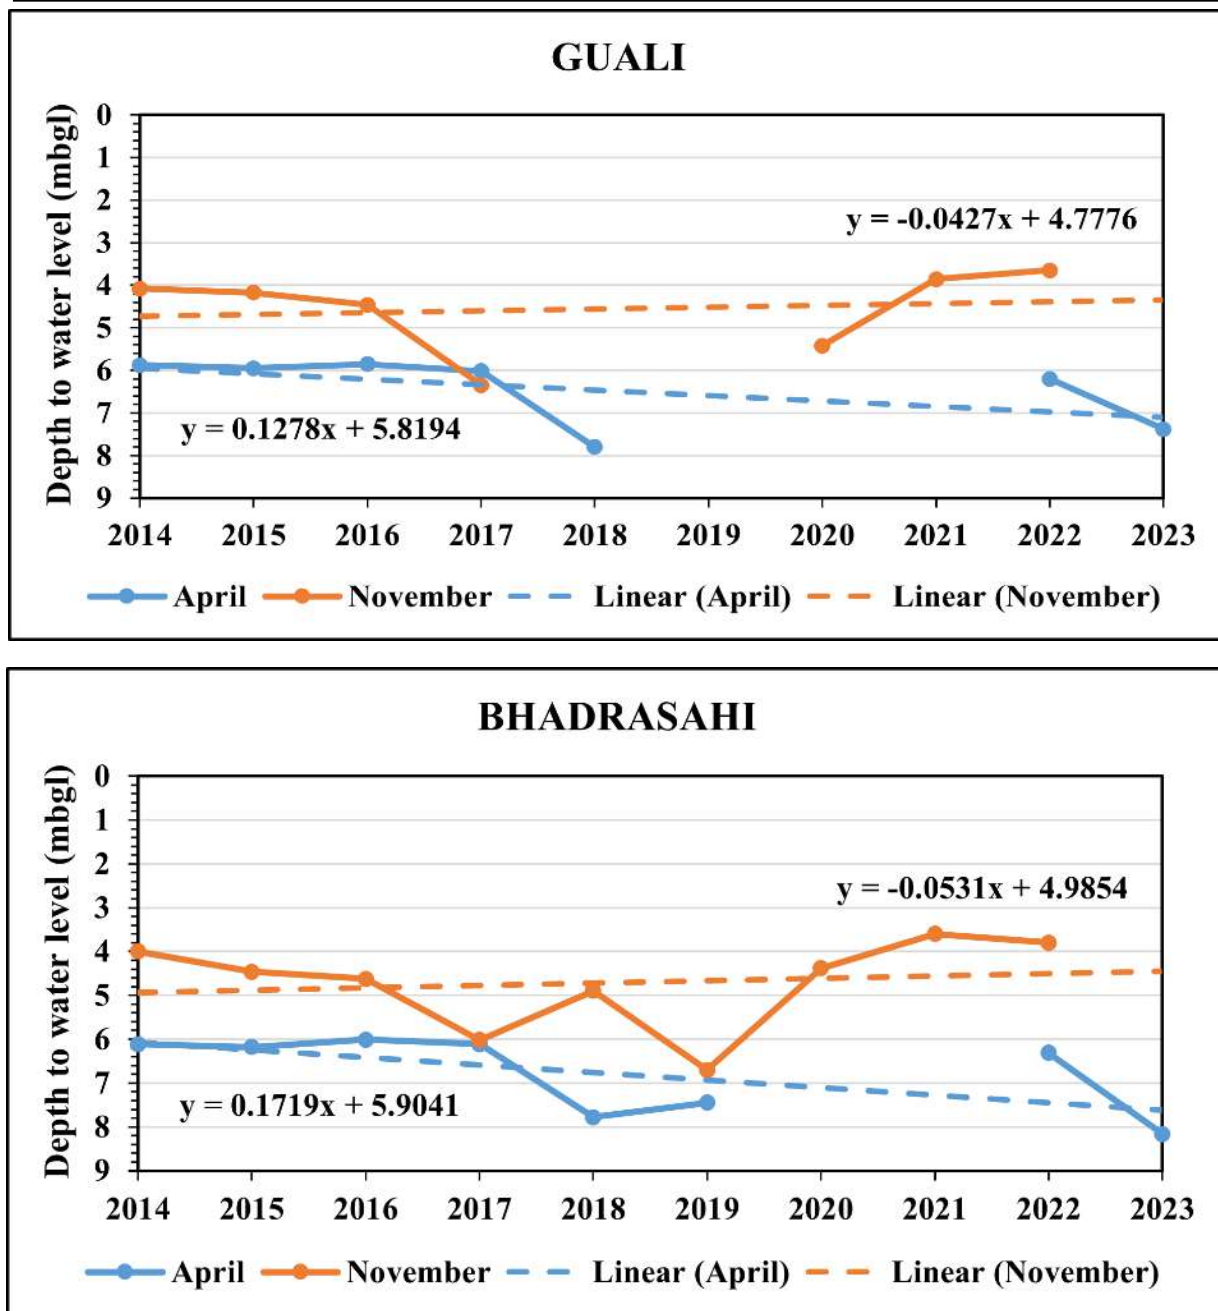 GUALI
Depth to water level (mbgl)
0
1
2
3
4
5
6
7
8
9
y = -0.0427x + 4.7776
y = 0.1278x + 5.8194
2014 2015 2016 2017 2018 2019 2020 2021 2022 2023
April November Linear (April) Linear (November)
BHADRASAHI
Depth to water level (mbgl)
0
1
2
3
4
5
6
7
8
9
y = -0.0531x + 4.9854
y = 0.1719x + 5.9041
2014 2015 2016 2017 2018 2019 2020 2021 2022 2023
April November Linear (April) Linear (November)